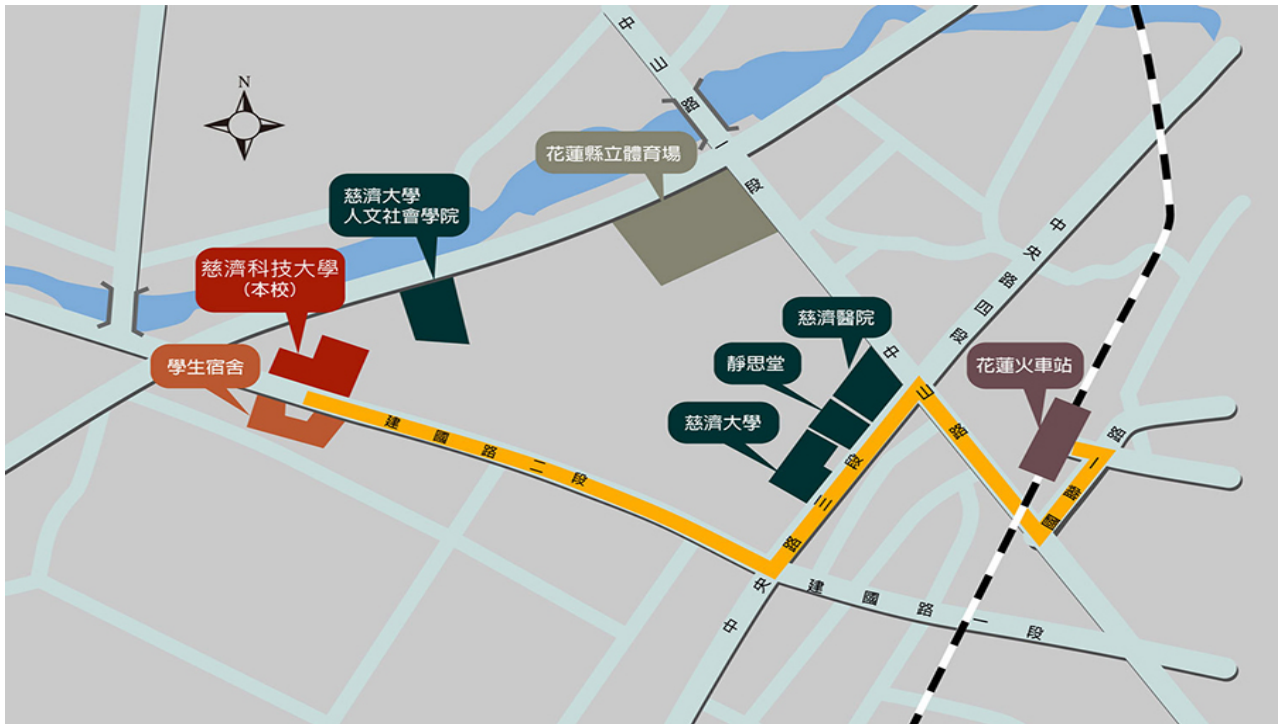 N
中山路一段
花蓮縣立體育場
慈濟大學
人文社會學院
慈濟科技大學
(本校)
學生宿舍
中央路四段
慈濟醫院
靜思堂
慈濟大學
花蓮火車站
中山路
國聯一路
建國路二段
中央路三段
建國路一段